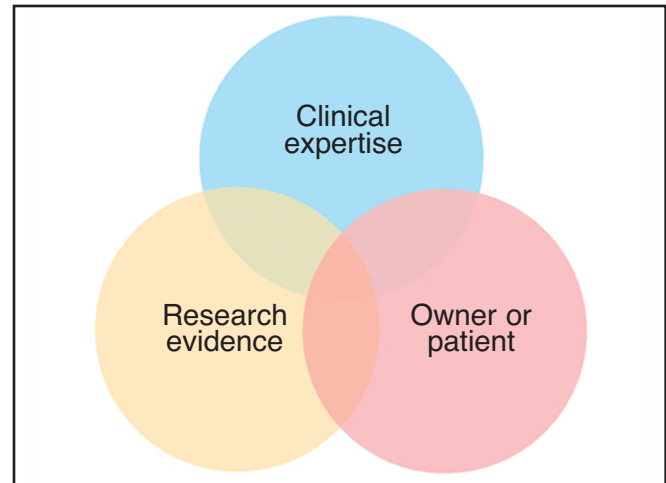 Clinical
expertise
Research
evidence
Owner or
patient